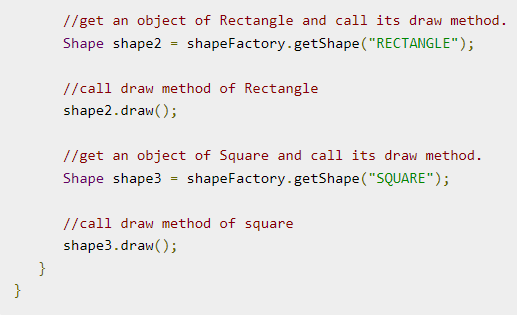 //get an object of Rectangle and call its draw method.
Shape shape2 = shapeFactory.getShape("RECTANGLE");
//call draw method of Rectangle
shape2.draw();
//get an object of Square and call its draw method.
Shape shape3 = shapeFactory.getShape("SQUARE");
//call draw method of square
shape3.draw();
}
}